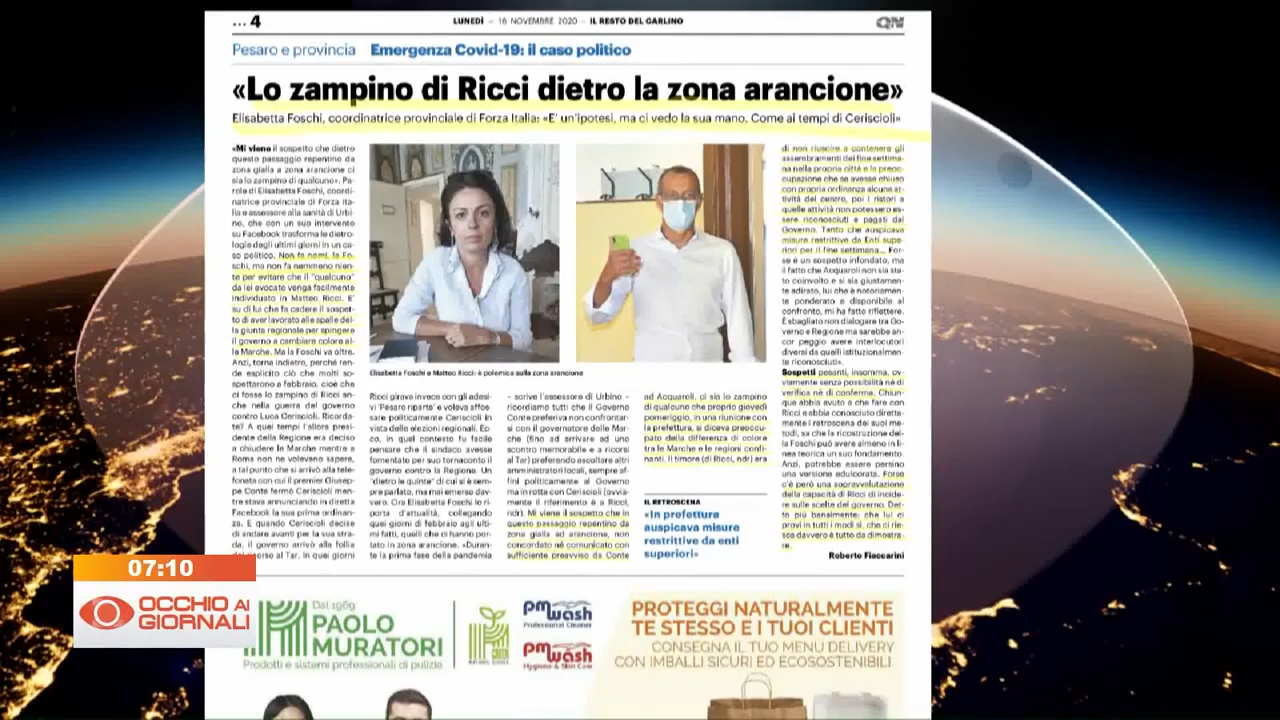 ... 4
LUNEDÌ – 16 NOVEMBRE 2020 – IL RESTO DEL CARLINO
QN
Pesaro e provincia Emergenza Covid-19: il caso politico
«Lo zampino di Ricci dietro la zona arancione»
Elisabetta Foschi, coordinatrice provinciale di Forza Italia: «E' un'ipotesi, ma ci vedo la sua mano. Come ai tempi di Ceriscioli»
«Mi viene il sospetto che dietro
questo passaggio repentino da
zona gialla a zona arancione ci
sia lo zampino di qualcuno». Pa-
role di Elisabetta Foschi, coordi-
natrice provinciale di Forza Ita-
lia e assessore alla sanità di Urbi-
no, che con un suo intervento
su Facebook trasforma le dietro-
logie degli ultimi giorni in un ca-
so politico. Non fa nomi, la Fo-
schi, ma non fa nemmeno nien-
te per evitare che il "qualcuno"
da lei evocato venga facilmente
individuato in Matteo Ricci. E'
su di lui che fa cadere il sospet-
to di aver lavorato alle spalle del-
la giunta regionale per spingere
il governo a cambiare colore al-
le Marche. Ma la Foschi va oltre.
Anzi, torna indietro, perché ren-
de esplicito ciò che molti so-
spettarono a febbraio, cioè che
ci fosse lo zampino di Ricci an-
che nella guerra del governo
contro Luca Ceriscioli. Ricorda-
te? A quei tempi l'allora presi-
dente della Regione era deciso
a chiudere le Marche mentre a
Roma non ne volevano sapere,
a tal punto che si arrivò alla tele-
fonata con cui il premier Giusep-
pe Conte fermò Ceriscioli men-
tre stava annunciando in diretta
Facebook la sua prima ordinan-
za. E quando Ceriscioli decise
di andare avanti per la sua stra-
da, il governo arrivò alla follia
del ricorso al Tar. In quei giorni
Elisabetta Foschi e Matteo Ricci: è polemica sulla zona arancione
Ricci girava invece con gli adesi-
vi 'Pesaro riparte' e voleva affos-
sare politicamente Ceriscioli in
vista delle elezioni regionali. Ec-
co, in quel contesto fu facile
pensare che il sindaco avesse
fomentato per suo tornaconto il
governo contro la Regione. Un
"dietro le quinte" di cui si è sem-
pre parlato, ma mai emerso dav-
vero. Ora Elisabetta Foschi lo ri-
porta d'attualità, collegando
quei giorni di febbraio agli ulti-
mi fatti, quelli che ci hanno por-
tato in zona arancione. «Duran-
te la prima fase della pandemia
– scrive l'assessore di Urbino –
ricordiamo tutti che il Governo
Conte preferiva non confrontar-
si con il governatore delle Mar-
che (fino ad arrivare ad uno
scontro memorabile e a ricorsi
al Tar) preferendo ascoltare altri
amministratori locali, sempre af-
fini politicamente al Governo
ma in rotta con Ceriscioli (ovvia-
mente il riferimento è a Ricci,
ndr). Mi viene il sospetto che in
questo passaggio repentino da
zona gialla ad arancione, non
concordato né comunicato con
sufficiente preavviso da Conte
ad Acquaroli, ci sia lo zampino
di qualcuno che proprio giovedì
pomeriggio, in una riunione con
la prefettura, si diceva preoccu-
pato della differenza di colore
tra le Marche e le regioni confi-
nanti. Il timore (di Ricci, ndr) era
IL RETROSCENA
«In prefettura
auspicava misure
restrittive da enti
superiori»
di non riuscire a contenere gli
assembramenti del fine settima-
na nella propria città e la preoc-
cupazione che se avesse chiuso
con propria ordinanza alcune at-
tività del centro, poi i ristori a
quelle attività non potessero es-
sere riconosciuti e pagati dal
Governo. Tanto che auspicava
misure restrittive da Enti supe-
riori per il fine settimana... For-
se è un sospetto infondato, ma
il fatto che Acquaroli non sia sta-
to coinvolto e si sia giustamen-
te adirato, lui che è notoriamen-
te ponderato e disponibile al
confronto, mi ha fatto riflettere.
È sbagliato non dialogare tra Go-
verno e Regione ma sarebbe an-
cor peggio avere interlocutori
diversi da quelli istituzionalmen-
te riconosciuti».
Sospetti pesanti, insomma, ov-
viamente senza possibilità né di
verifica né di conferma. Chiun-
que abbia avuto a che fare con
Ricci e abbia conosciuto diretta-
mente i retroscena dei suoi me-
todi, sa che la ricostruzione del-
la Foschi può avere almeno in li-
nea teorica un suo fondamento.
Anzi, potrebbe essere persino
una versione edulcorata. Forse
c'è però una sopravvalutazione
della capacità di Ricci di incide-
re sulle scelte del governo. Det-
to più banalmente: che lui ci
provi in tutti i modi sì, che ci rie-
sca davvero è tutto da dimostra-
re.
Roberto Fiaccarini
07:10
OCCHIO AI
GIORNALI
Dal 1969
PAOLO
MURATORI
Prodotti e sistemi professionali di pulizia
pmwash
Professional Cleaner
pmwash
Hygiene & Skin Care
PROTEGGI NATURALMENTE
TE STESSO E I TUOI CLIENTI
CONSEGNA IL TUO MENU DELIVERY
CON IMBALLI SICURI ED ECOSOSTENIBILI